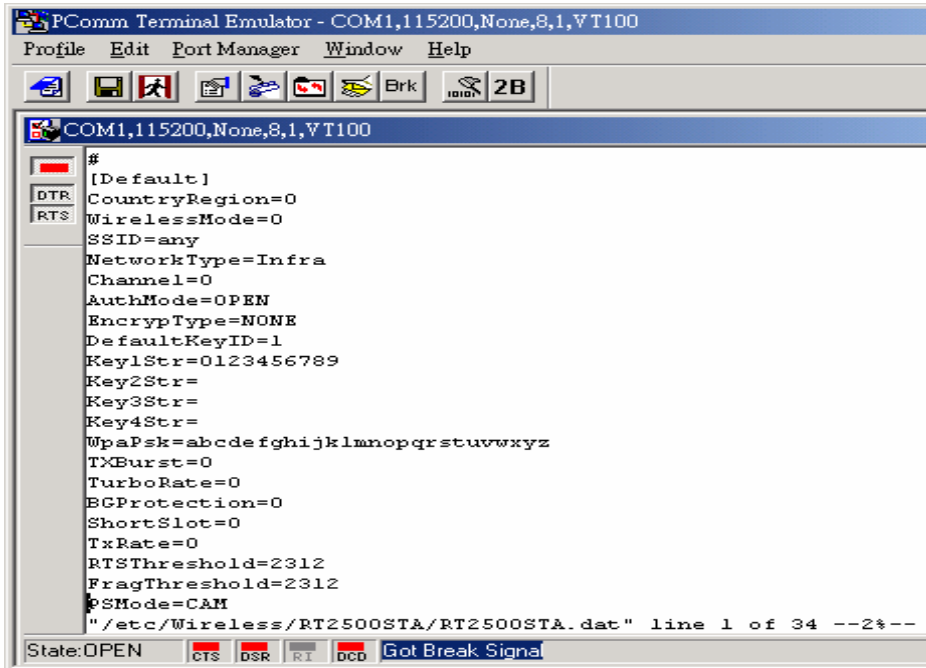 PComm Terminal Emulator - COM1,115200,None,8,1,VT100
Profile Edit Port Manager Window Help
Brk 2B
COM1,115200,None,8,1,VT100
#
[Default]
DTR
CountryRegion=0
RTS
WirelessMode=0
SSID=any
NetworkType=Infra
Channel=0
AuthMode=OPEN
EncrypType=NONE
DefaultKeyID=1
Key1Str=0123456789
Key2Str=
Key3Str=
Key4Str=
WpaPsk=abcdefghijklmnopqrstuvwxyz
TXBurst=0
TurboRate=0
BGProtection=0
ShortSlot=0
TxRate=0
RTSThreshold=2312
FragThreshold=2312
PSMode=CAM
"/etc/Wireless/RT2500STA/RT2500STA.dat" line 1 of 34 --2%--
State:OPEN CTS DSR RI DCD Got Break Signal